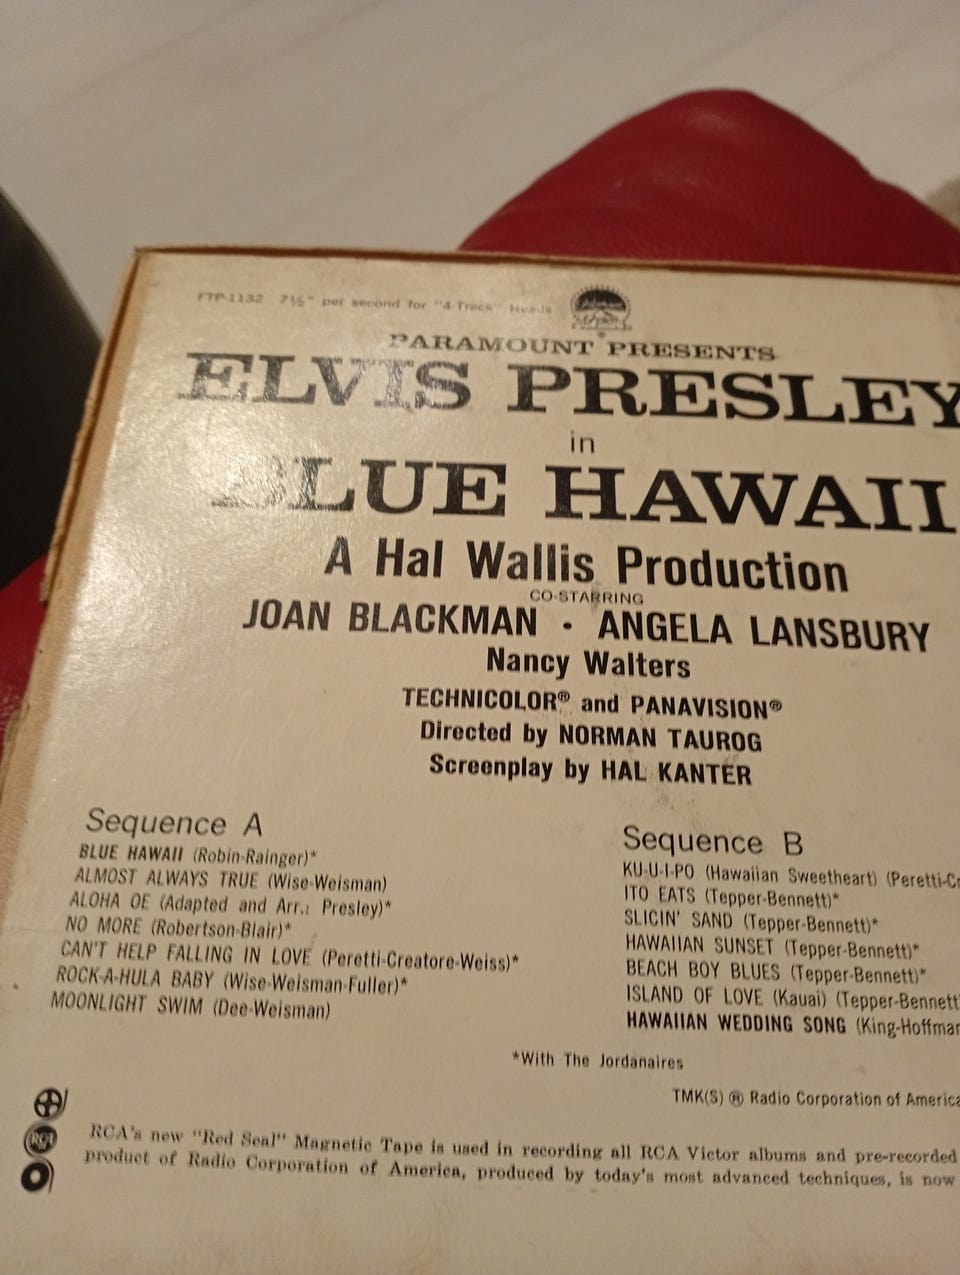 FTP-1132 7½" per second for "4-Track" Heads
PARAMOUNT PRESENTS
ELVIS PRESLEY
in
BLUE HAWAII
A Hal Wallis Production
CO-STARRING
JOAN BLACKMAN · ANGELA LANSBURY
Nancy Walters
TECHNICOLOR® and PANAVISION®
Directed by NORMAN TAUROG
Screenplay by HAL KANTER
Sequence A
BLUE HAWAII (Robin-Rainger)*
ALMOST ALWAYS TRUE (Wise-Weisman)
ALOHA OE (Adapted and Arr.: Presley)*
NO MORE (Robertson-Blair)*
CAN'T HELP FALLING IN LOVE (Peretti-Creatore-Weiss)*
ROCK-A-HULA BABY (Wise-Weisman-Fuller)*
MOONLIGHT SWIM (Dee-Weisman)
Sequence B
KU-U-I-PO (Hawaiian Sweetheart) (Peretti-C
ITO EATS (Tepper-Bennett)*
SLICIN' SAND (Tepper-Bennett)*
HAWAIIAN SUNSET (Tepper-Bennett)*
BEACH BOY BLUES (Tepper-Bennett)*
ISLAND OF LOVE (Kauai) (Tepper-Bennett
HAWAIIAN WEDDING SONG (King-Hoffman
*With The Jordanaires
TMK(S) ® Radio Corporation of America
RCA
RCA's new "Red Seal" Magnetic Tape is used in recording all RCA Victor albums and pre-recorded
product of Radio Corporation of America, produced by today's most advanced techniques, is now